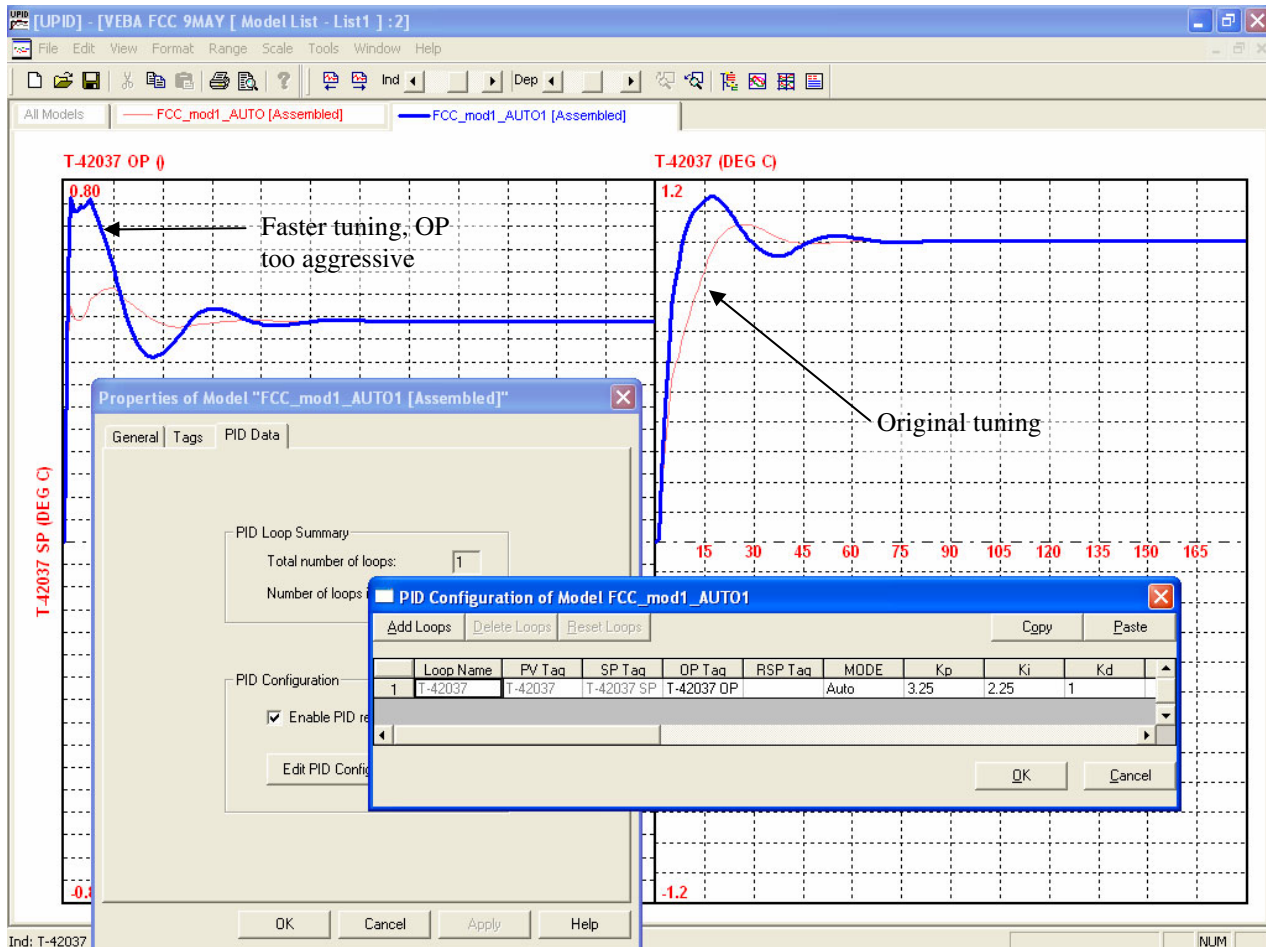 [UPID] - [VEBA FCC 9MAY [ Model List - List1 ] :2]
File Edit View Format Range Scale Tools Window Help
Ind Dep
All Models FCC_mod1_AUTO [Assembled] FCC_mod1_AUTO1 [Assembled]
T-42037 OP () T-42037 (DEG C)
0.80 1.2
Faster tuning, OP
too aggressive
Original tuning
T-42037 SP (DEG C)
15 30 45 60 75 90 105 120 135 150 165
-1.2
Properties of Model "FCC_mod1_AUTO1 [Assembled]"
General Tags PID Data
PID Loop Summary
Total number of loops: 1
Number of loops
PID Configuration
Enable PID
Edit PID
OK Cancel Apply Help
PID Configuration of Model FCC_mod1_AUTO1
Add Loops Delete Loops Reset Loops Copy Paste
Loop Name PV Tag SP Tag OP Tag RSP Tag MODE Kp Ki Kd
1 T-42037 T-42037 T-42037 SP T-42037 OP Auto 3.25 2.25 1
OK Cancel
Ind: T-42037 NUM